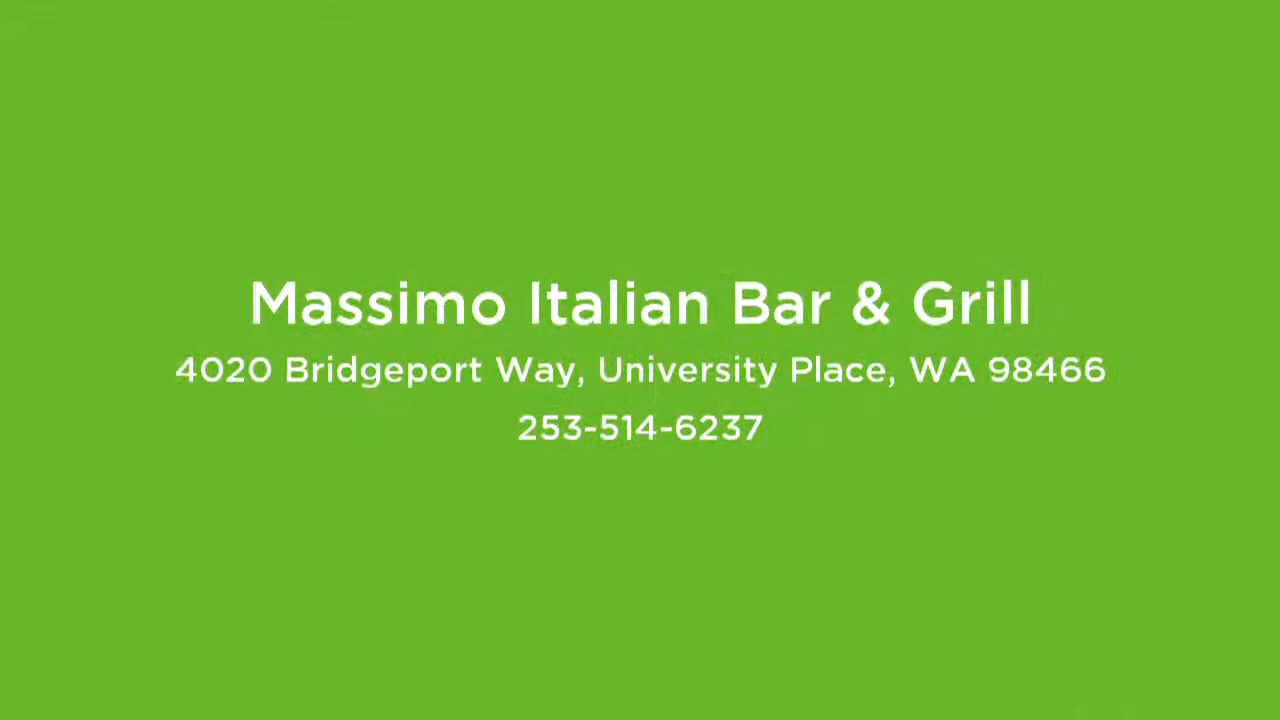 Massimo Italian Bar & Grill
4020 Bridgeport Way, University Place, WA 98466
253-514-6237